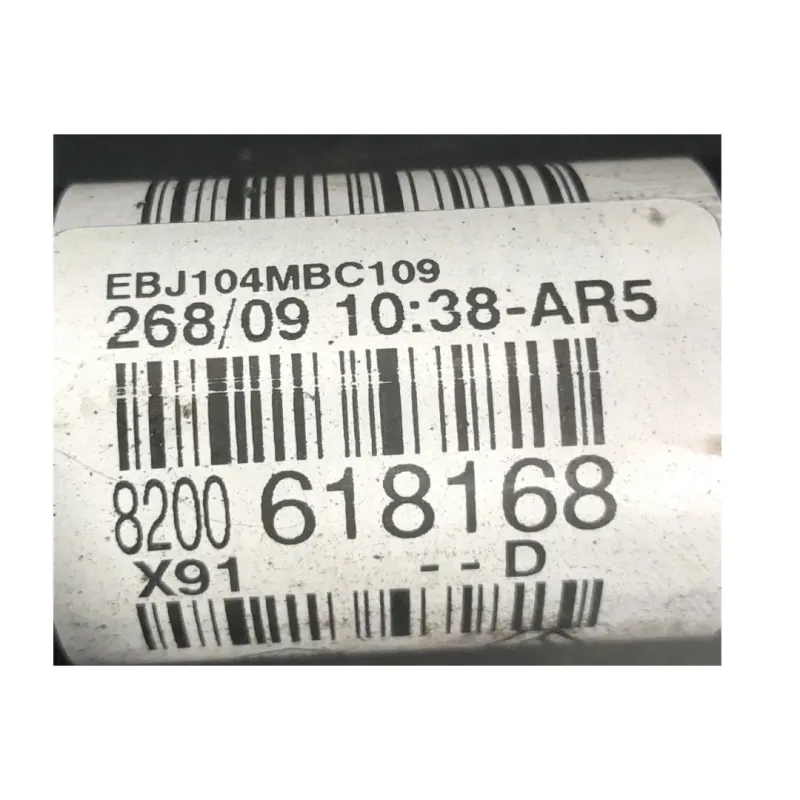 EBJ104MBC109
268/09 10:38-AR5
8200 618168
X91 --D